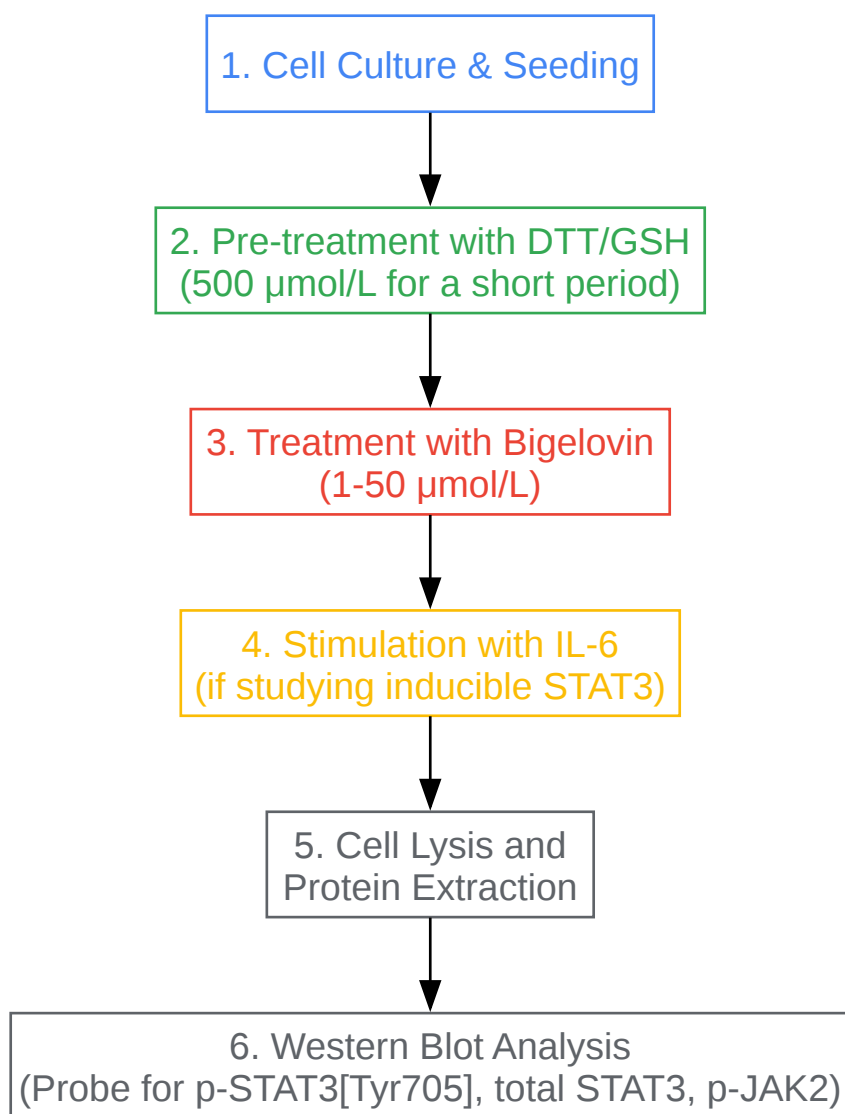 1. Cell Culture & Seeding
2. Pre-treatment with DTT/GSH
(500 μmol/L for a short period)
3. Treatment with Bigelovin
(1-50 μmol/L)
4. Stimulation with IL-6
(if studying inducible STAT3)
5. Cell Lysis and
Protein Extraction
6. Western Blot Analysis
(Probe for p-STAT3[Tyr705], total STAT3, p-JAK2)